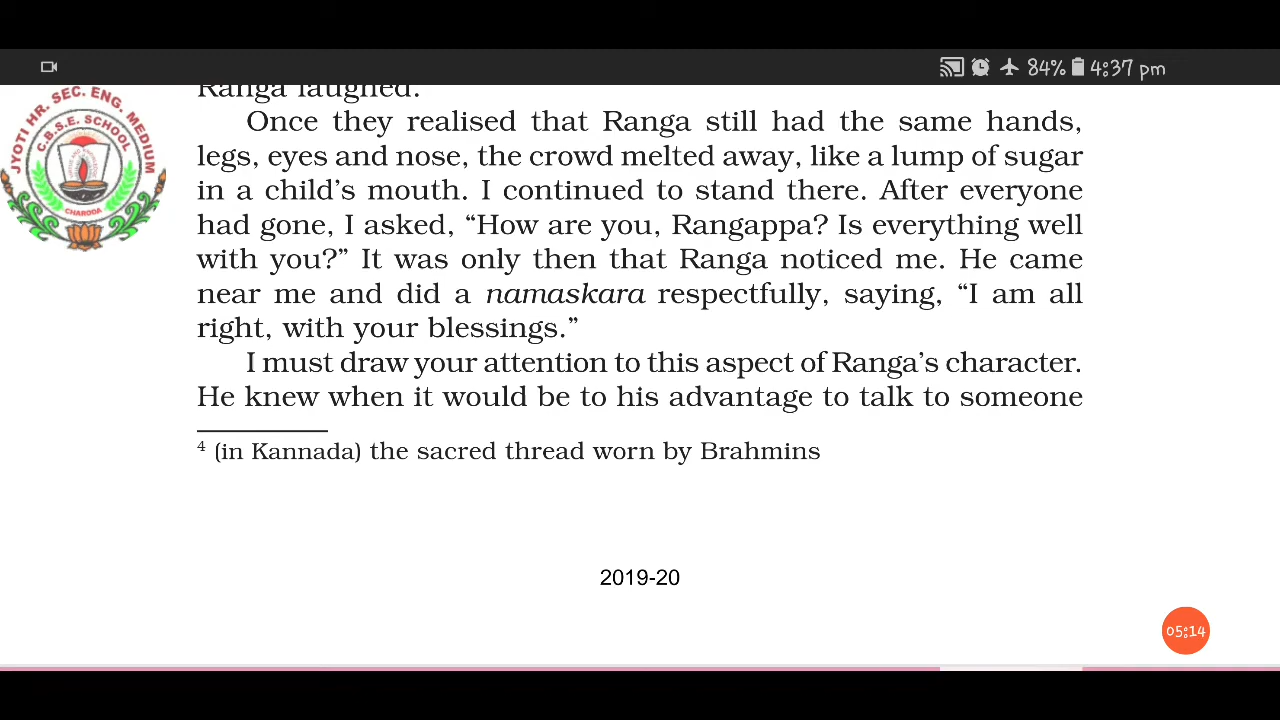 84% 4:37 pm
Ranga laughed.
JYOTI HR. SEC. ENG. MEDIUM
C.B.S.E. SCHOOL
CHARODA
Once they realised that Ranga still had the same hands,
legs, eyes and nose, the crowd melted away, like a lump of sugar
in a child's mouth. I continued to stand there. After everyone
had gone, I asked, “How are you, Rangappa? Is everything well
with you?” It was only then that Ranga noticed me. He came
near me and did a namaskara respectfully, saying, “I am all
right, with your blessings.”
I must draw your attention to this aspect of Ranga's character.
He knew when it would be to his advantage to talk to someone
4 (in Kannada) the sacred thread worn by Brahmins
2019-20
05:14